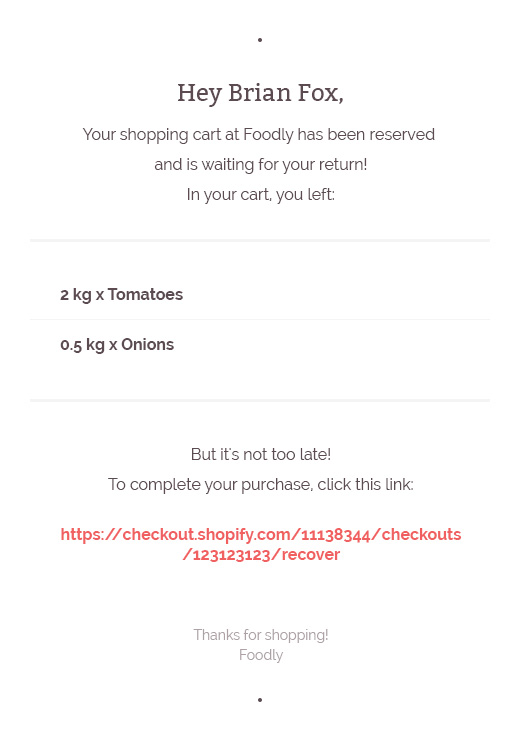 Hey Brian Fox,
Your shopping cart at Foodly has been reserved
and is waiting for your return!
In your cart, you left:
2 kg x Tomatoes
0.5 kg x Onions
But it's not too late!
To complete your purchase, click this link:
https://checkout.shopify.com/11138344/checkouts
/123123123/recover
Thanks for shopping!
Foodly